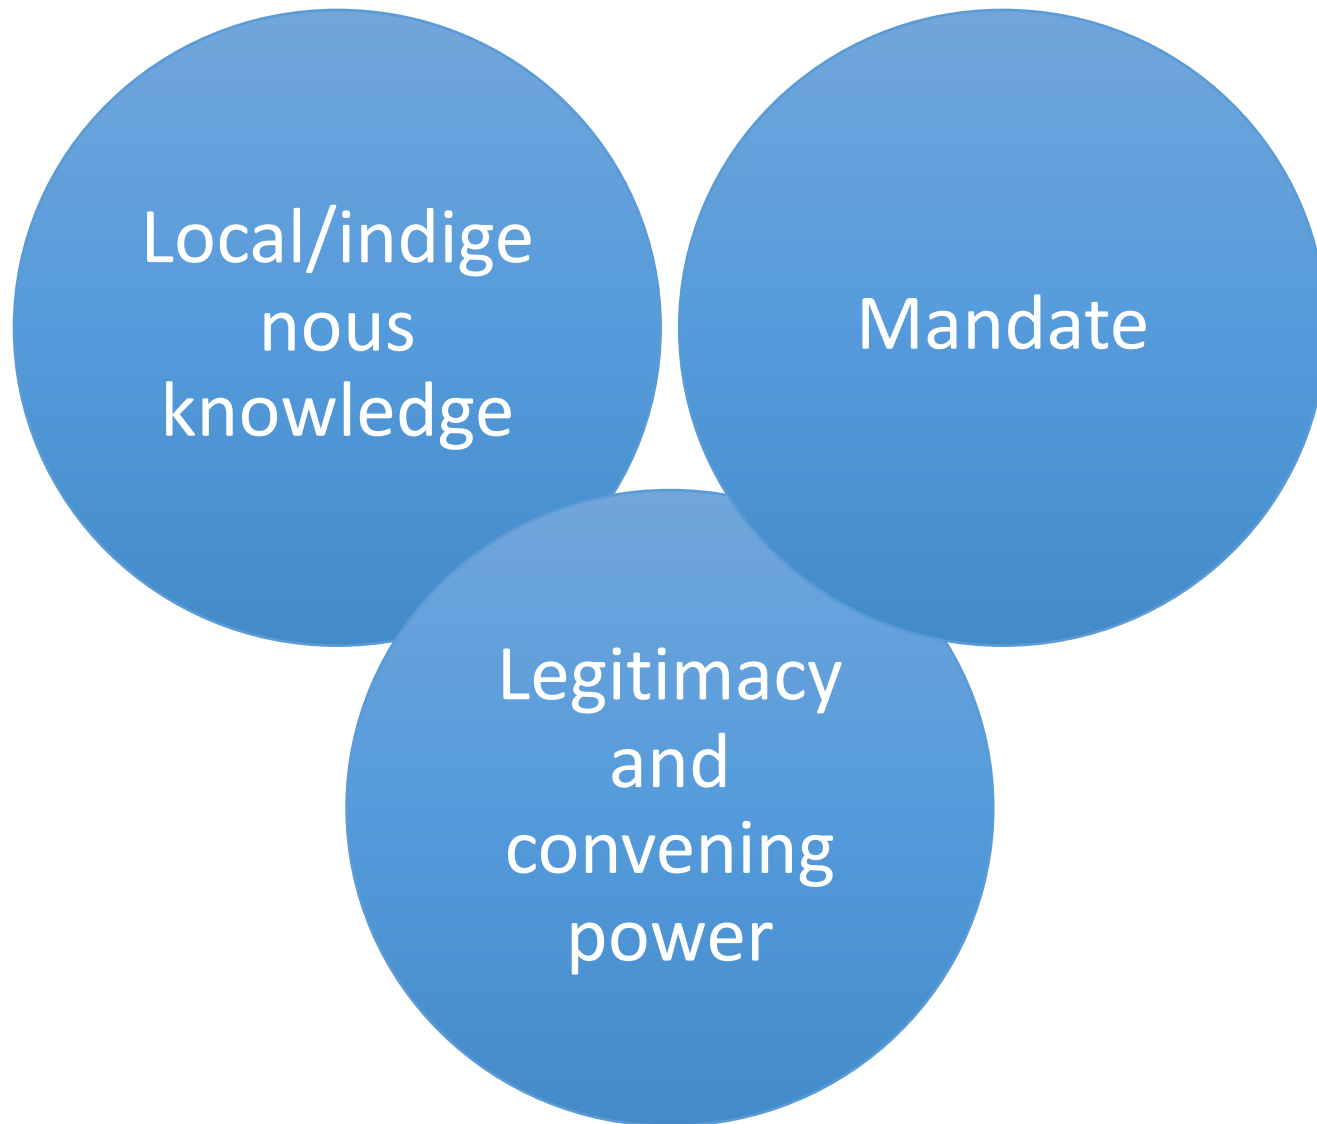 Local/indige
nous
knowledge
Mandate
Legitimacy
and
convening
power